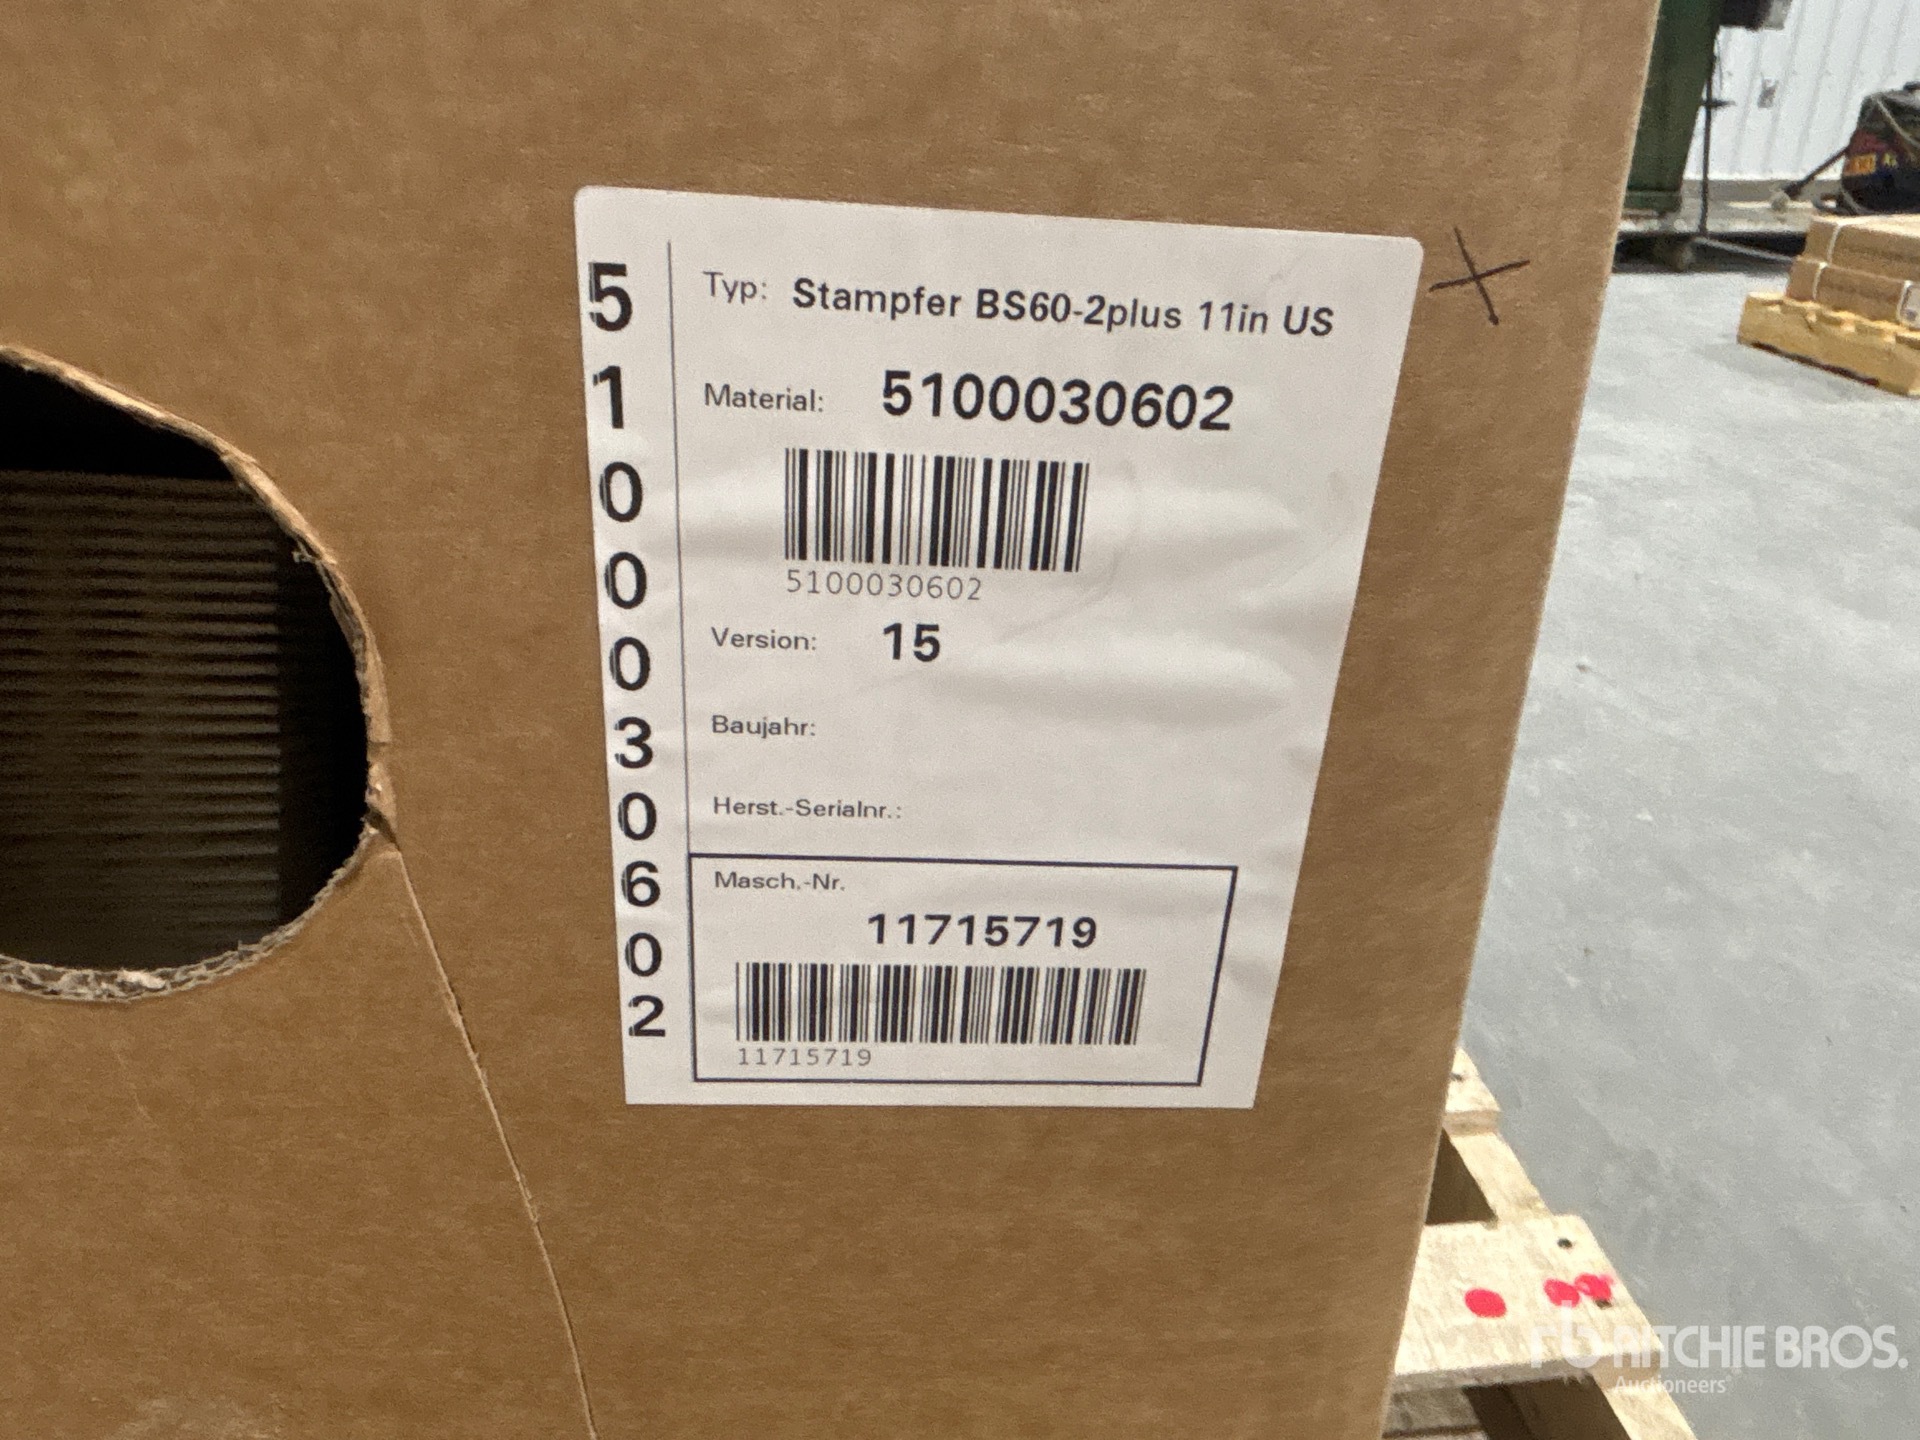 5100030602
Typ: Stampfer BS60-2plus 11in US
Material: 5100030602
5100030602
Version: 15
Baujahr:
Herst.-Serialnr.:
Masch.-Nr.
11715719
11715719
rb RITCHIE BROS.
Auctioneers